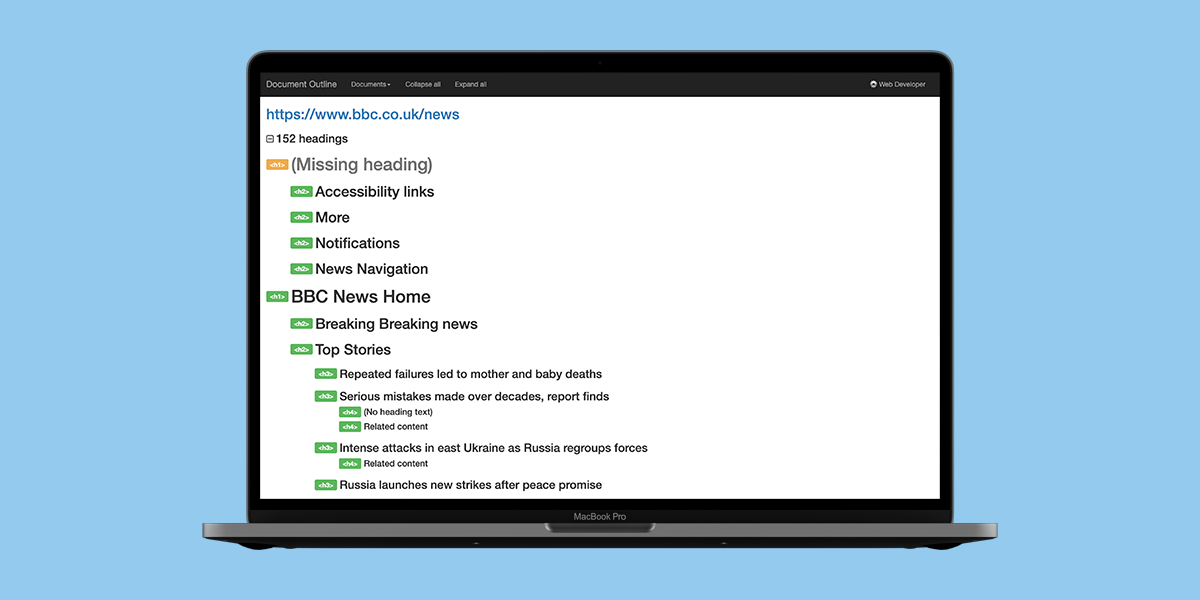 Document Outline Documents Collapse all Expand all Web Developer
https://www.bbc.co.uk/news
152 headings
<h1> (Missing heading)
<h2> Accessibility links
<h2> More
<h2> Notifications
<h2> News Navigation
<h1> BBC News Home
<h2> Breaking Breaking news
<h2> Top Stories
<h3> Repeated failures led to mother and baby deaths
<h3> Serious mistakes made over decades, report finds
<h4> (No heading text)
<h4> Related content
<h3> Intense attacks in east Ukraine as Russia regroups forces
<h4> Related content
<h3> Russia launches new strikes after peace promise
MacBook Pro